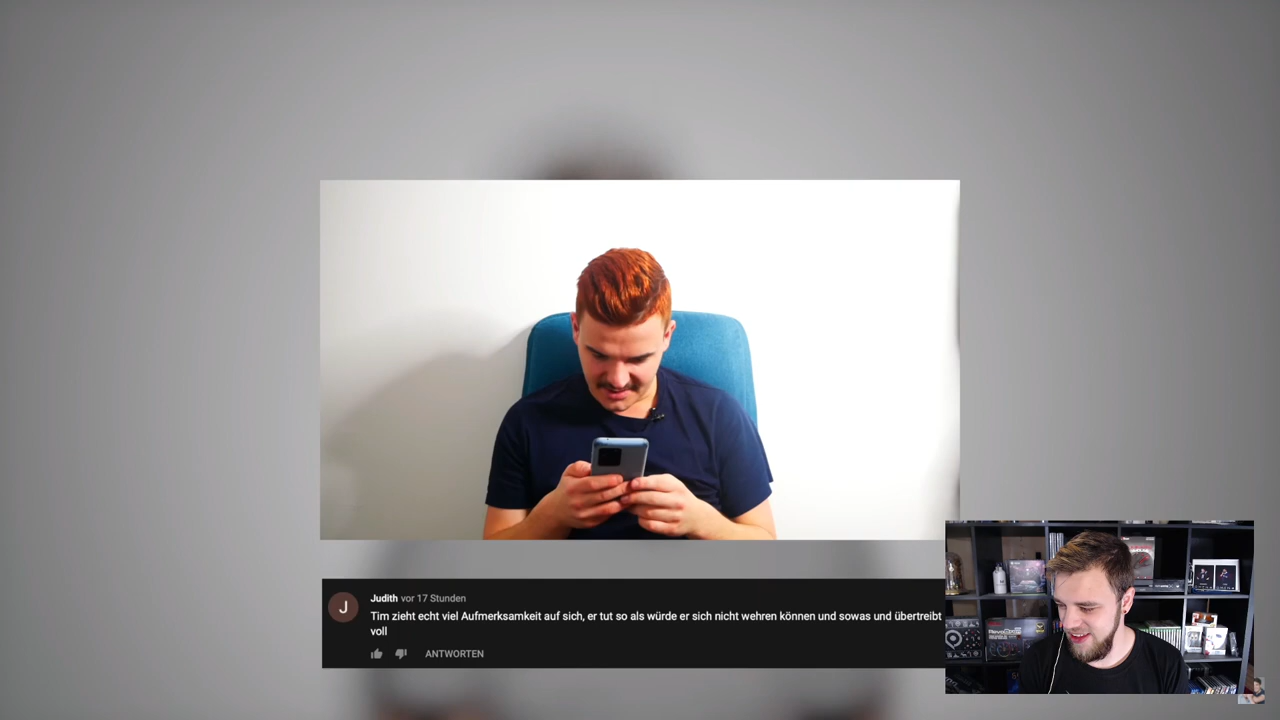 J
Judith vor 17 Stunden
Tim zieht echt viel Aufmerksamkeit auf sich, er tut so als würde er sich nicht wehren können und sowas und übertreibt
voll
ANTWORTEN